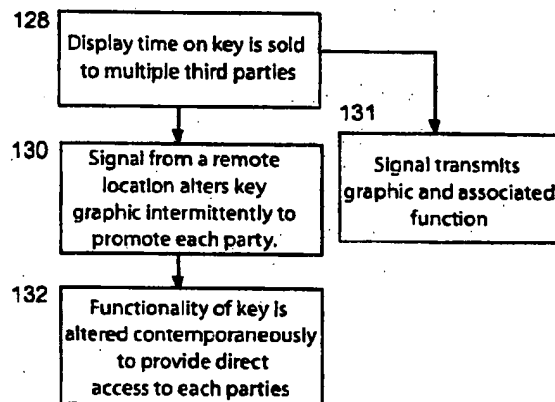 128
Display time on key is sold
to multiple third parties
131
130
Signal from a remote
location alters key
graphic intermittently to
promote each party.
Signal transmits
graphic and associated
function
132
Functionality of key is
altered contemporaneously
to provide direct
access to each parties